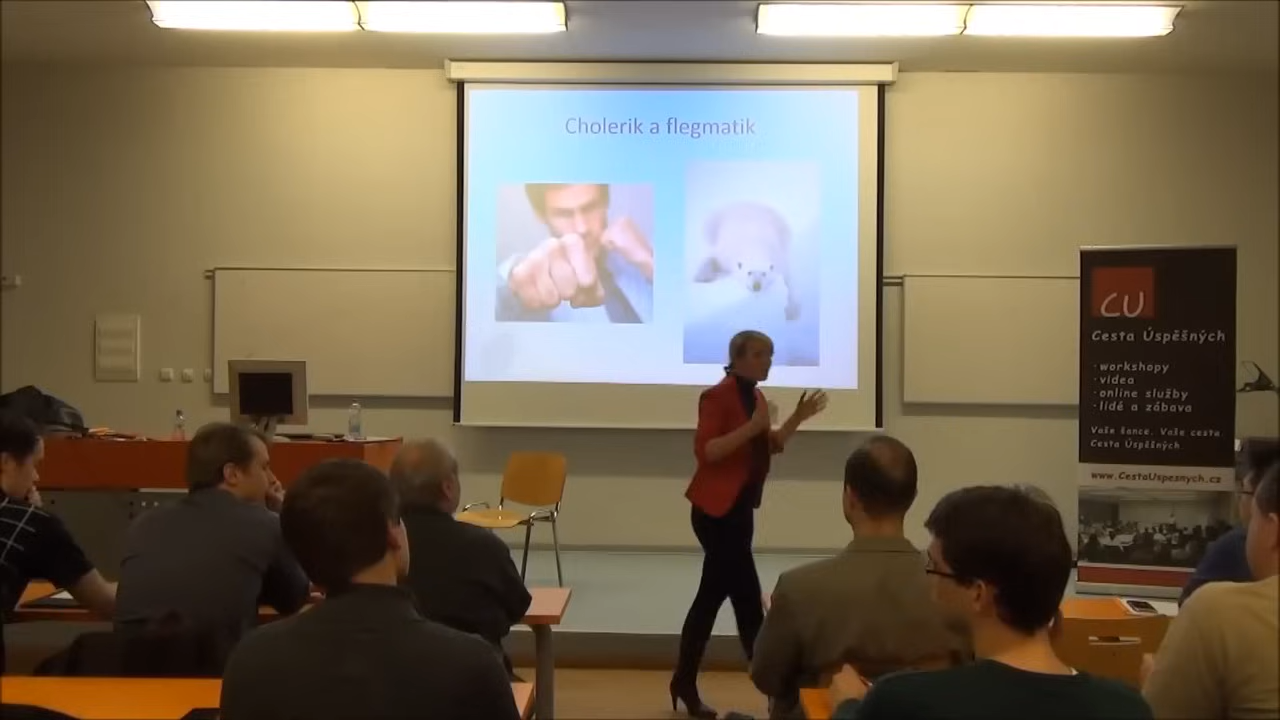 Cholerik a flegmatik
CU
Cesta Úspěšných
· workshopy
· videa
· online služby
· lidé a zábava
Vaše šance. Vaše cesta.
Cesta Úspěšných.
www.CestaUspesnych.cz